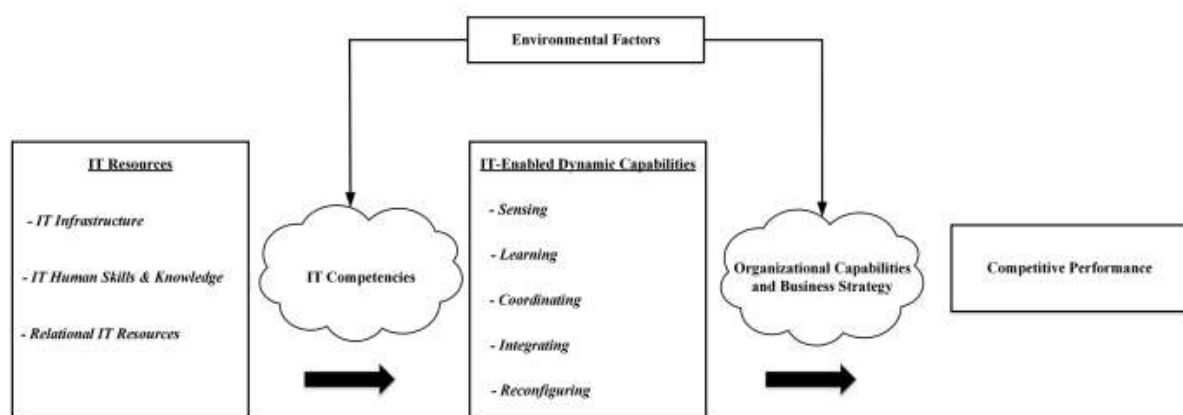 Environmental Factors
IT Resources
- IT Infrastructure
- IT Human Skills & Knowledge
- Relational IT Resources
IT Competencies
IT-Enabled Dynamic Capabilities
- Sensing
- Learning
- Coordinating
- Integrating
- Reconfiguring
Organizational Capabilities
and Business Strategy
Competitive Performance